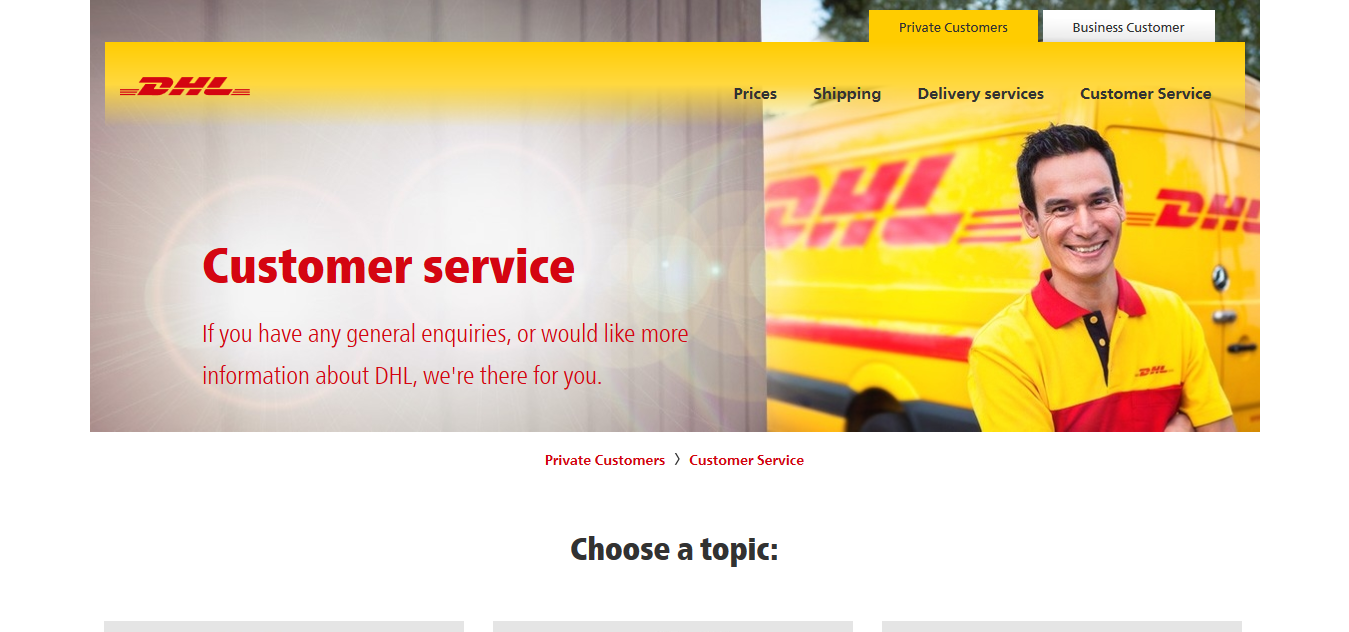 Private Customers
Business Customer
DHL
Prices
Shipping
Delivery services
Customer Service
DHL
DHL
DHL
Customer service
If you have any general enquiries, or would like more
information about DHL, we're there for you.
Private Customers > Customer Service
Choose a topic: